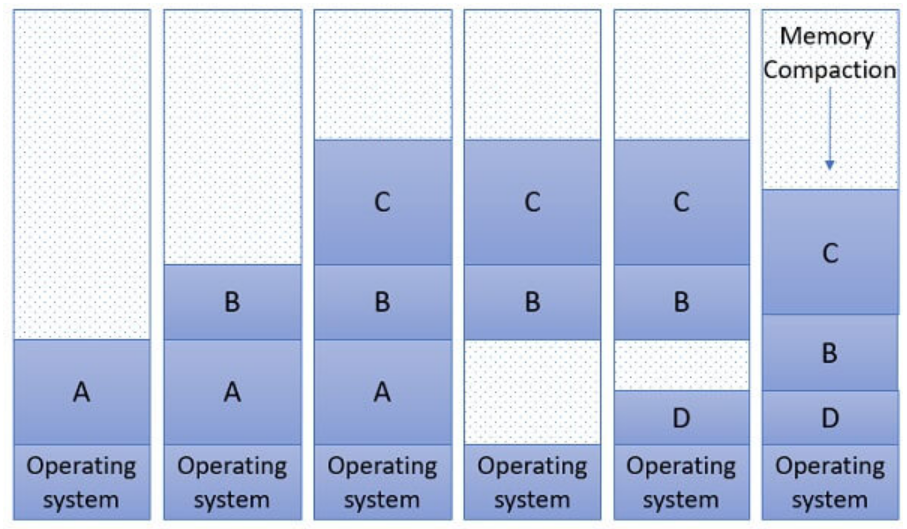 A
Operating
system
B
A
Operating
system
C
B
A
Operating
system
C
B
Operating
system
C
B
D
Operating
system
Memory
Compaction
C
B
D
Operating
system